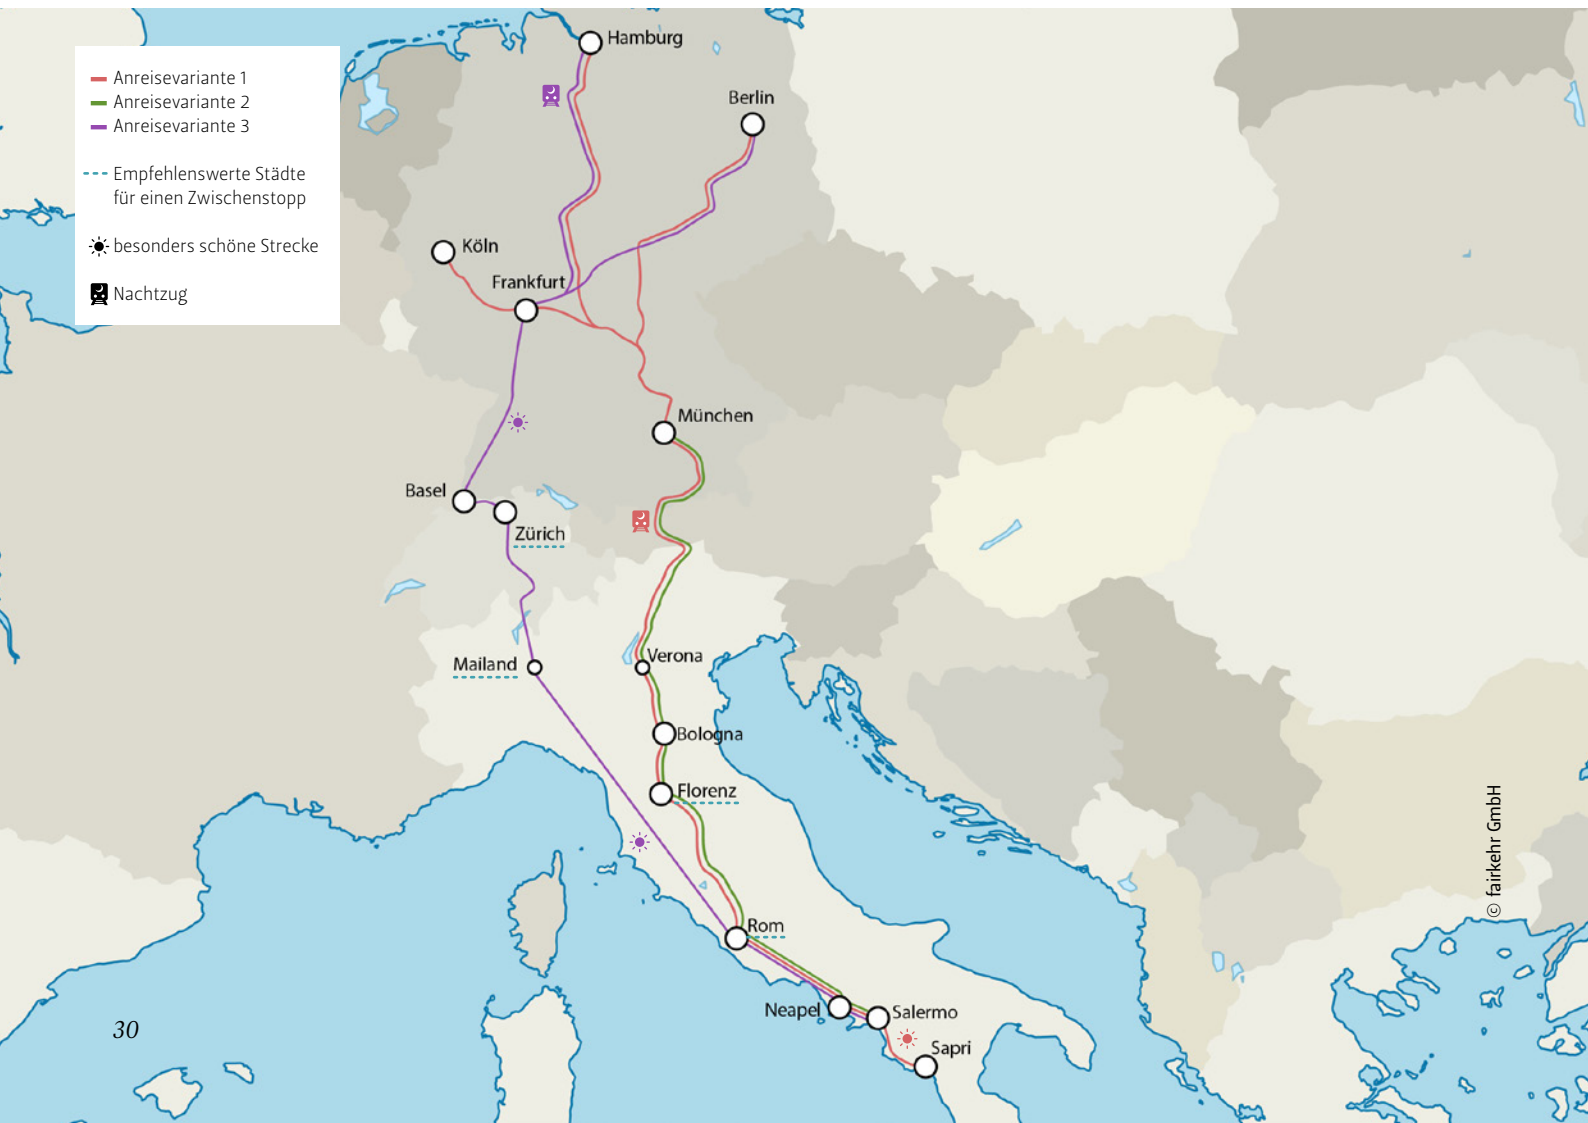 Anreisevariante 1
Anreisevariante 2
Anreisevariante 3
Empfehlenswerte Städte
für einen Zwischenstopp
besonders schöne Strecke
Nachtzug
Hamburg
Berlin
Köln
Frankfurt
München
Basel
Zürich
Mailand
Verona
Bologna
Florenz
Rom
Neapel
Salermo
Sapri
© fairkehr GmbH
30